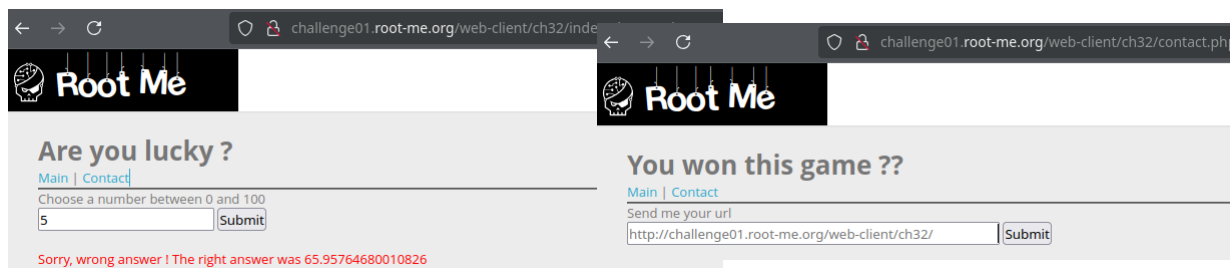 challenge01.root-me.org/web-client/ch32/inde
Root Me
Are you lucky ?
Main | Contact
Choose a number between 0 and 100
5 Submit
Sorry, wrong answer ! The right answer was 65.95764680010826
challenge01.root-me.org/web-client/ch32/contact.php
Root Me
You won this game ??
Main | Contact
Send me your url
http://challenge01.root-me.org/web-client/ch32/ Submit